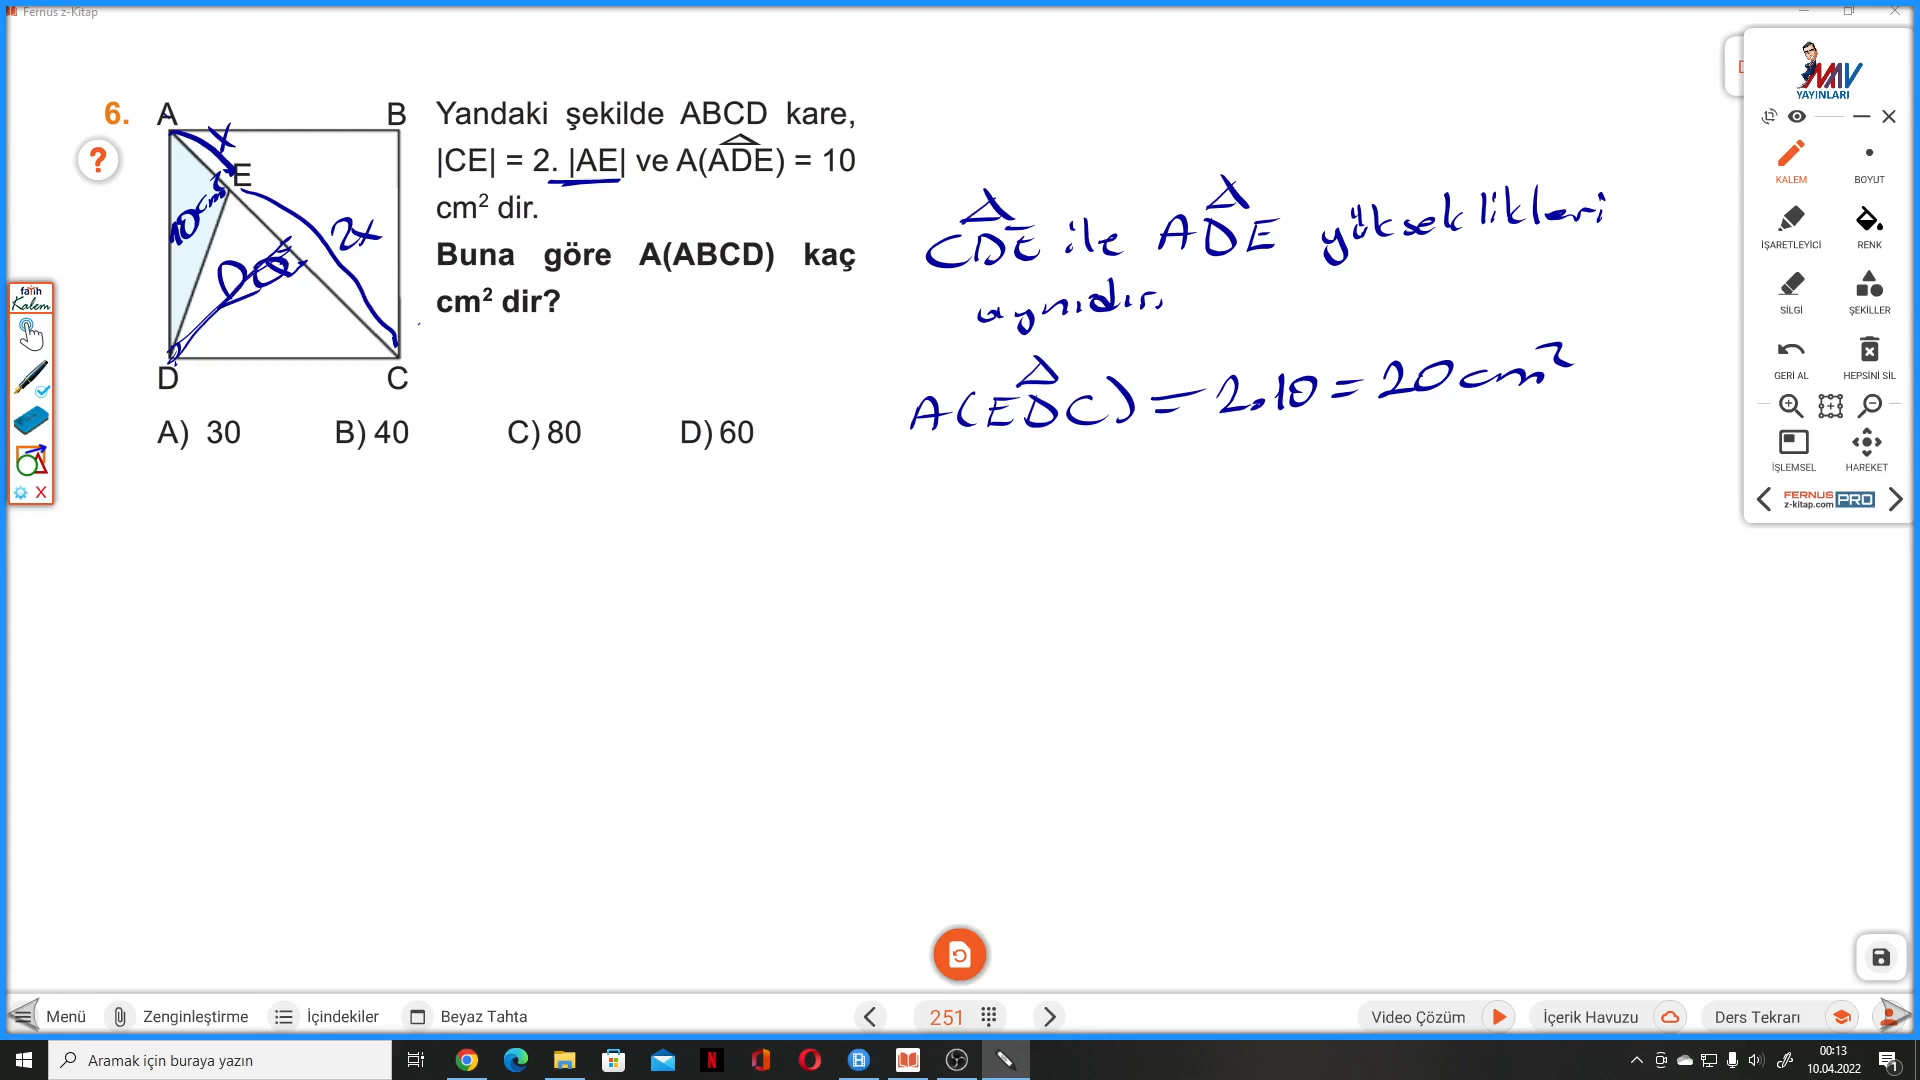 Fernus z-Kitap
6. A B Yandaki şekilde ABCD kare,
|CE| = 2. |AE| ve A(ADE) = 10
cm² dir.
Buna göre A(ABCD) kaç
cm² dir?
?
E
D C
x
2x
10cm²
A) 30 B) 40 C) 80 D) 60
CDE ile ADE yükseklikleri
aynıdır.
A(EDC) = 2.10 = 20 cm²
fatih
Kalem
X
MAV
YAYINLARI
KALEM BOYUT
İŞARETLEYİCİ RENK
SİLGİ ŞEKİLLER
GERİ AL HEPSİNİ SİL
İŞLEMSEL HAREKET
FERNUS PRO
z-kitap.com
Menü Zenginleştirme İçindekiler Beyaz Tahta 251 Video Çözüm İçerik Havuzu Ders Tekrarı
Aramak için buraya yazın
00:13
10.04.2022
1